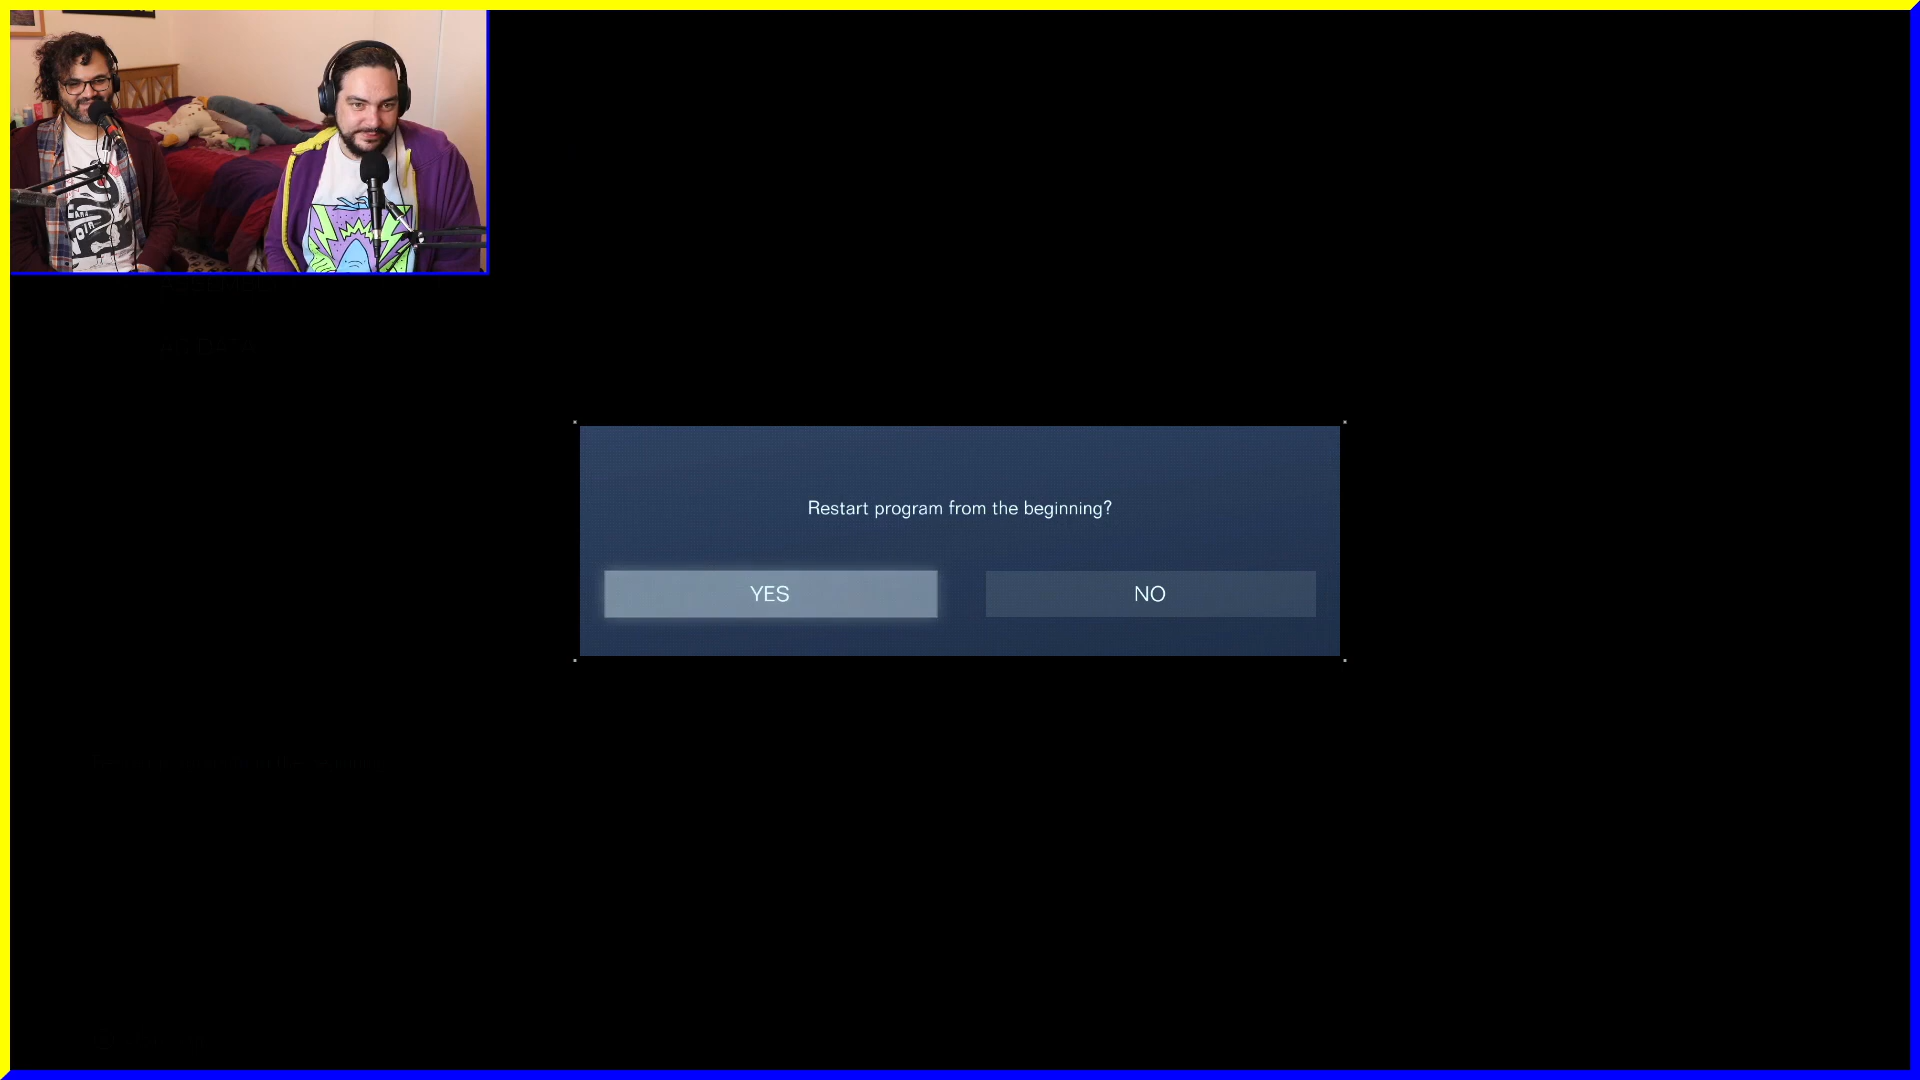 Restart program from the beginning?
YES
NO